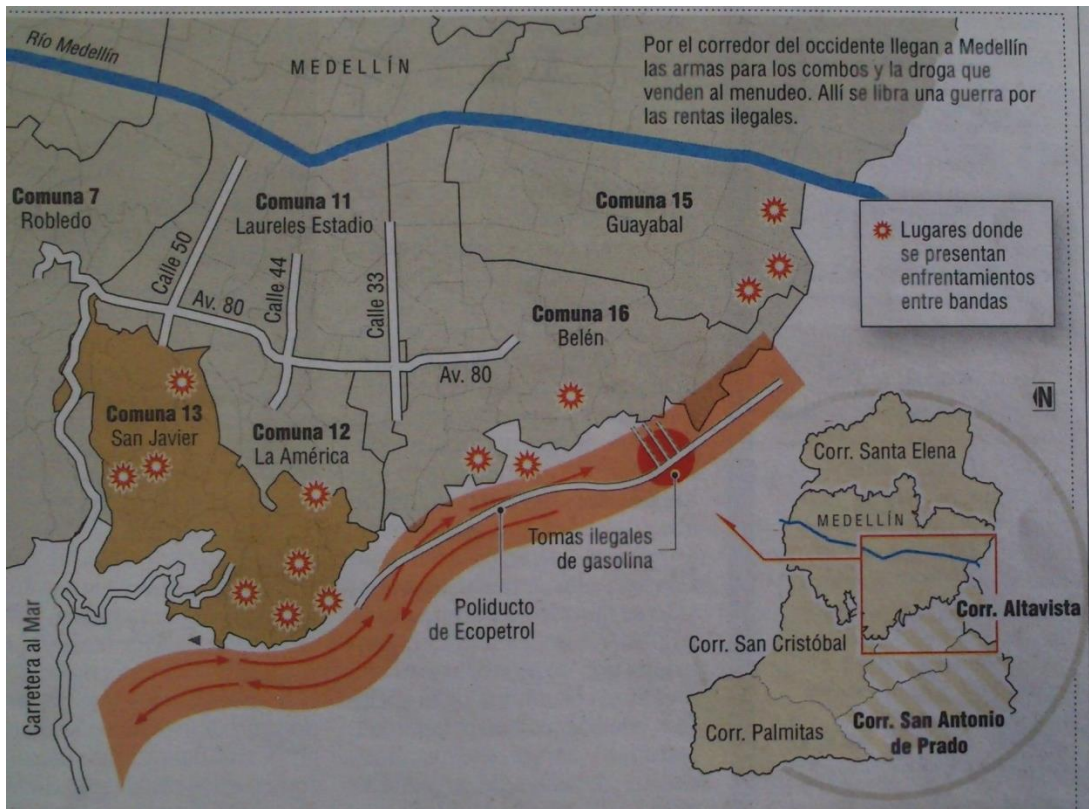 Río Medellín
MEDELLÍN
Por el corredor del occidente llegan a Medellín
las armas para los combos y la droga que
venden al menudeo. Allí se libra una guerra por
las rentas ilegales.
Comuna 7
Robledo
Comuna 11
Laureles Estadio
Comuna 15
Guayabal
Lugares donde
se presentan
enfrentamientos
entre bandas
Calle 50
Calle 44
Calle 33
Av. 80
Av. 80
Comuna 16
Belén
Comuna 13
San Javier
Comuna 12
La América
N
Tomas ilegales
de gasolina
Poliducto
de Ecopetrol
Carretera al Mar
Corr. Santa Elena
MEDELLÍN
Corr. Altavista
Corr. San Cristóbal
Corr. Palmitas
Corr. San Antonio
de Prado